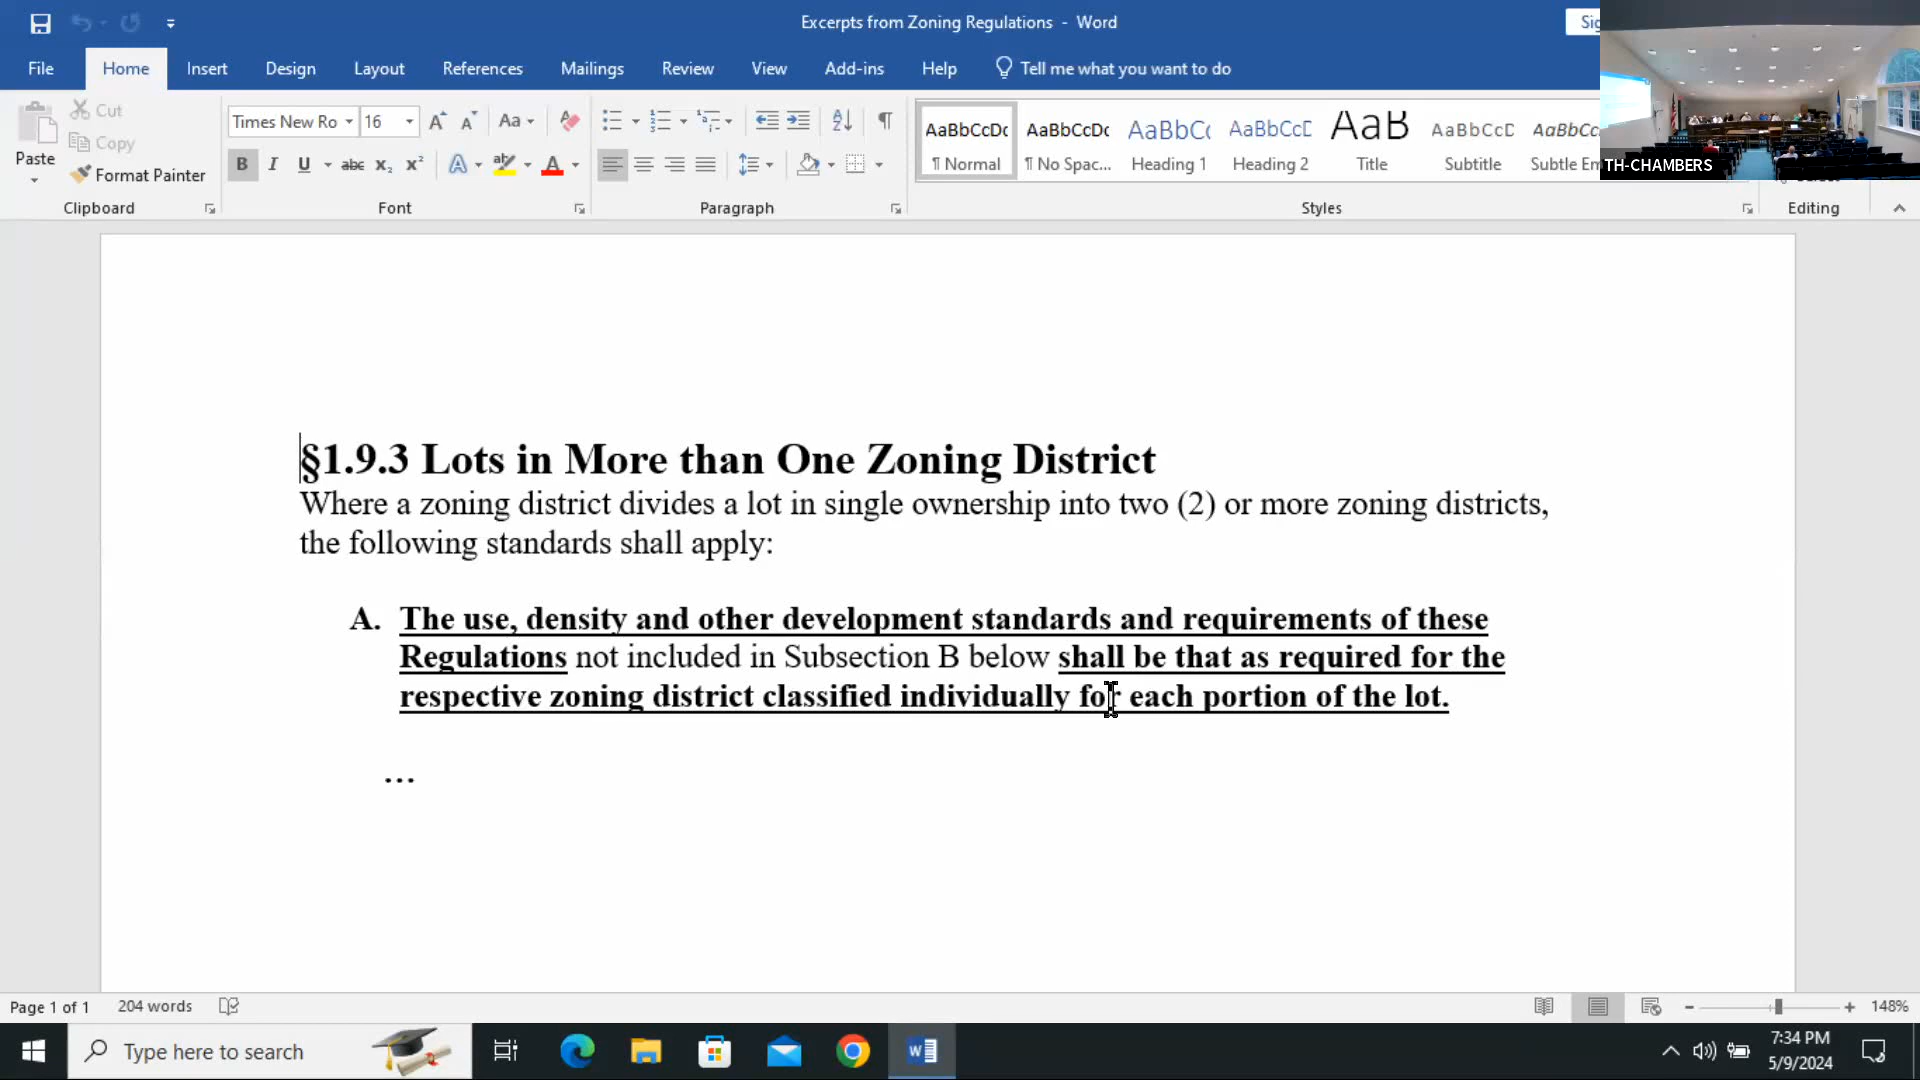 Excerpts from Zoning Regulations - Word
File Home Insert Design Layout References Mailings Review View Add-ins Help Tell me what you want to do
TH-CHAMBERS
Paste
Cut
Copy
Format Painter
Times New Ro 16
Aa
B I U abc x₂ x²
AaBbCcDc AaBbCcDc AaBbC AaBbCcD AaB AaBbCcD AaBbCc
¶ Normal ¶ No Spac... Heading 1 Heading 2 Title Subtitle Subtle Em
Clipboard Font Paragraph Styles Editing
§1.9.3 Lots in More than One Zoning District
Where a zoning district divides a lot in single ownership into two (2) or more zoning districts,
the following standards shall apply:
A. The use, density and other development standards and requirements of these
Regulations not included in Subsection B below shall be that as required for the
respective zoning district classified individually for each portion of the lot.
...
Page 1 of 1 204 words 148%
Type here to search
7:34 PM
5/9/2024